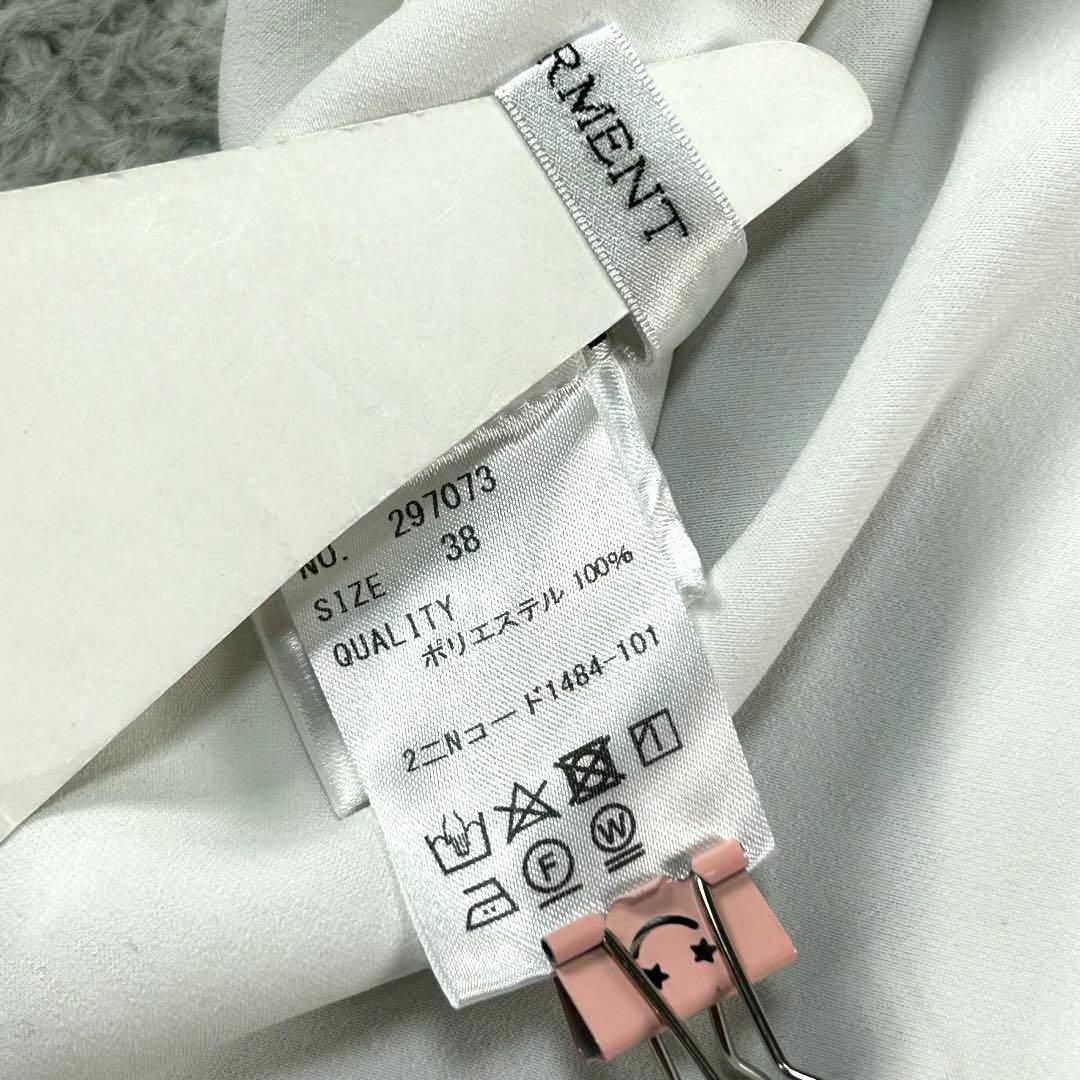 RMENT
NO. 297073
SIZE 38
QUALITY
ポリエステル 100%
2ニNコード1484-101
F W